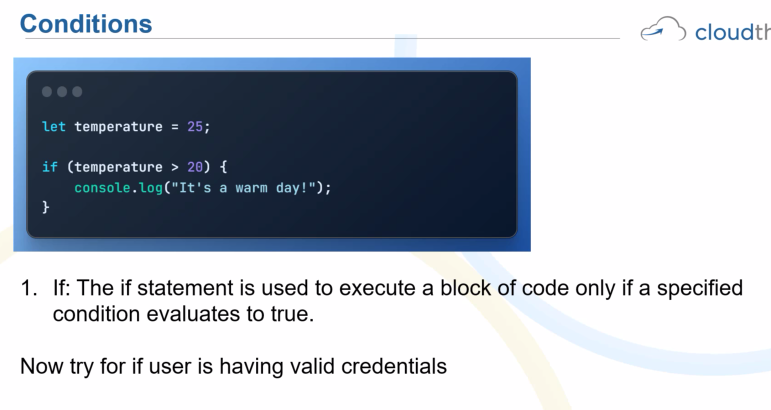 Conditions
cloudth
let temperature = 25;
if (temperature > 20) {
    console.log("It's a warm day!");
}
1. If: The if statement is used to execute a block of code only if a specified
condition evaluates to true.
Now try for if user is having valid credentials